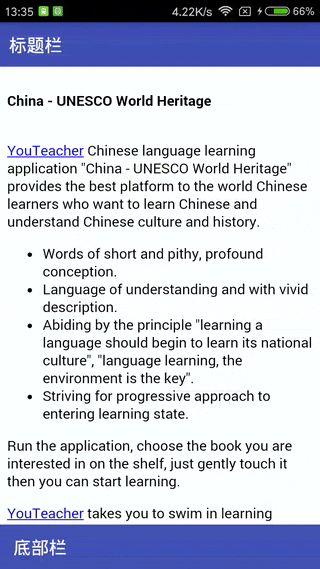 13:35 4.22K/s 66%
标题栏
China - UNESCO World Heritage
YouTeacher Chinese language learning
application "China - UNESCO World Heritage"
provides the best platform to the world Chinese
learners who want to learn Chinese and
understand Chinese culture and history.
• Words of short and pithy, profound
conception.
• Language of understanding and with vivid
description.
• Abiding by the principle "learning a
language should begin to learn its national
culture", "language learning, the
environment is the key".
• Striving for progressive approach to
entering learning state.
Run the application, choose the book you are
interested in on the shelf, just gently touch it
then you can start learning.
YouTeacher takes you to swim in learning
底部栏